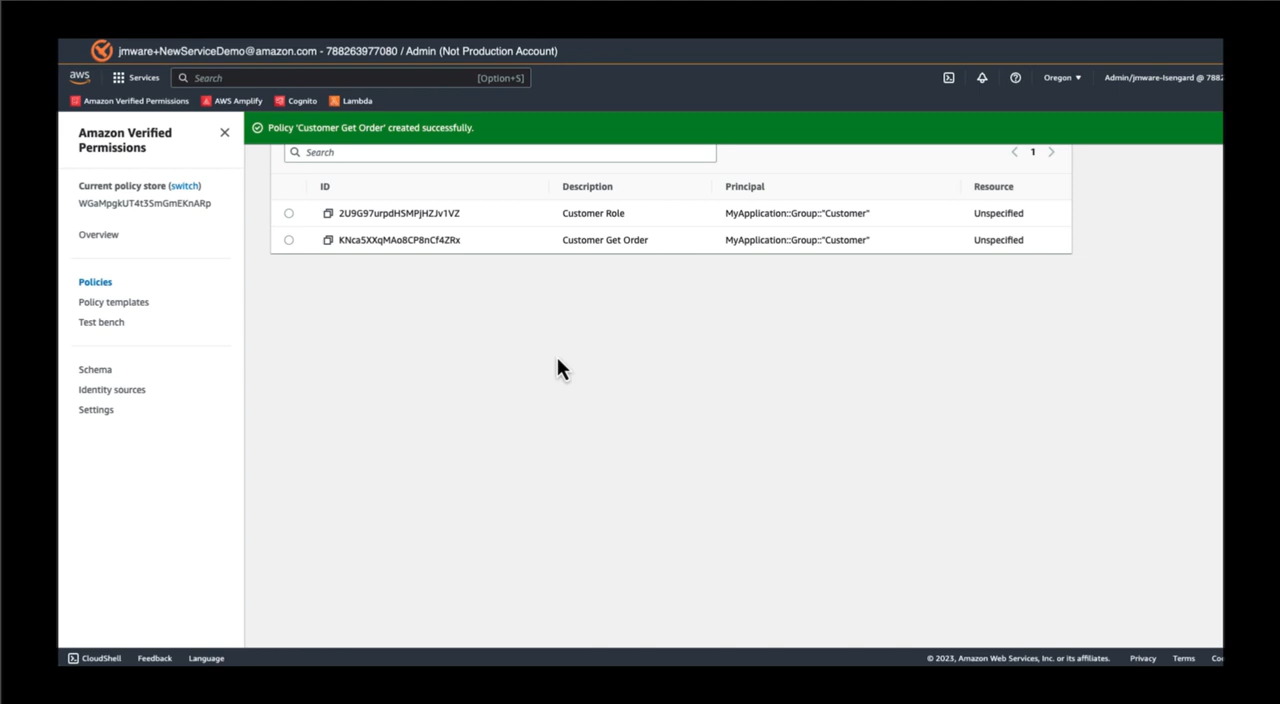 jmware+NewServiceDemo@amazon.com - 788263977080 / Admin (Not Production Account)
aws Services Search [Option+S] Oregon Admin/jmware-Isengard @ 788
Amazon Verified Permissions AWS Amplify Cognito Lambda
Amazon Verified Permissions
Current policy store (switch)
WGaMpgkUT4t3SmGmEKnARp
Overview
Policies
Policy templates
Test bench
Schema
Identity sources
Settings
Policy 'Customer Get Order' created successfully.
Search 1
ID Description Principal Resource
2U9G97urpdHSMPjHZJv1VZ Customer Role MyApplication::Group::"Customer" Unspecified
KNca5XXqMAo8CP8nCf4ZRx Customer Get Order MyApplication::Group::"Customer" Unspecified
CloudShell Feedback Language © 2023, Amazon Web Services, Inc. or its affiliates. Privacy Terms Co